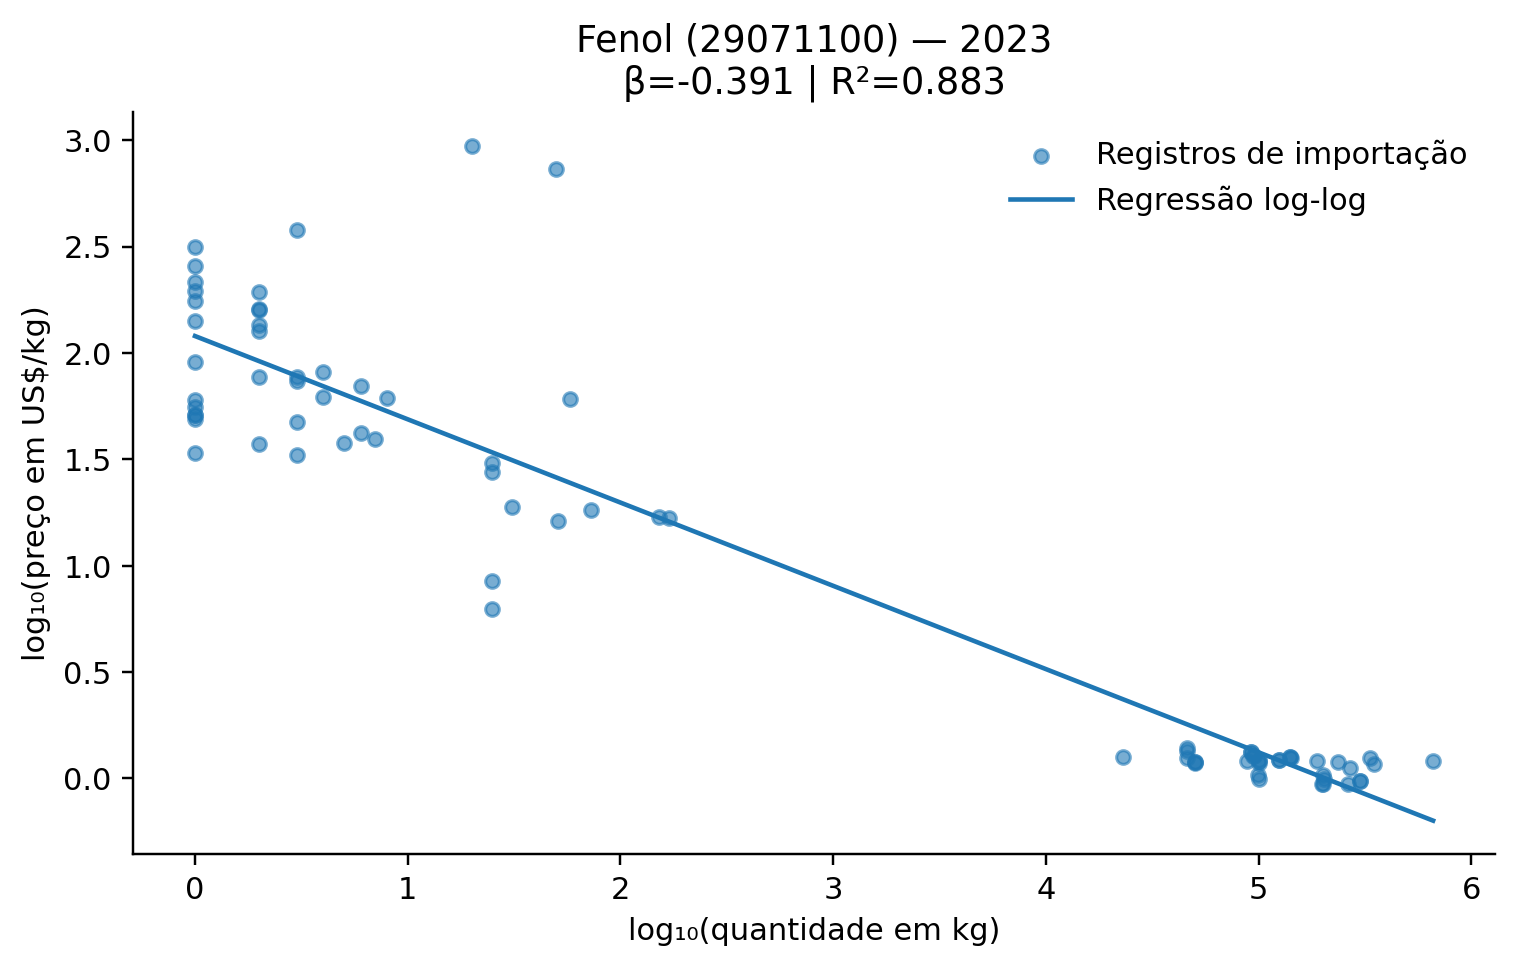 Fenol (29071100) — 2023
β=-0.391 | R²=0.883
Registros de importação
Regressão log-log
log₁₀(preço em US$/kg)
3.0
2.5
2.0
1.5
1.0
0.5
0.0
0 1 2 3 4 5 6
log₁₀(quantidade em kg)